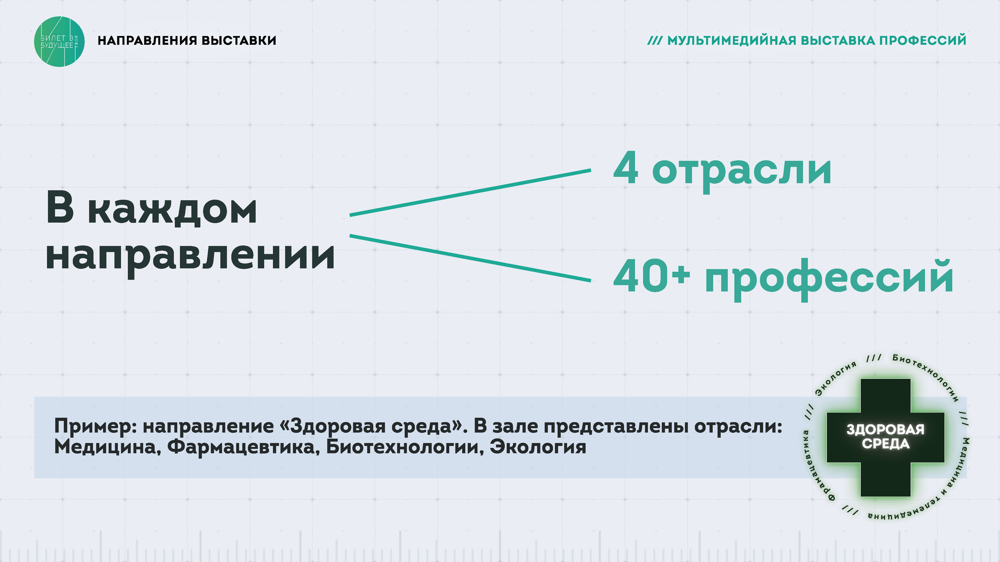 БИЛЕТ В
БУДУЩЕЕ
ТВОЕ
НАПРАВЛЕНИЯ ВЫСТАВКИ
/// МУЛЬТИМЕДИЙНАЯ ВЫСТАВКА ПРОФЕССИЙ
В каждом
направлении
4 отрасли
40+ профессий
Пример: направление «Здоровая среда». В зале представлены отрасли:
Медицина, Фармацевтика, Биотехнологии, Экология
ЗДОРОВАЯ
СРЕДА
/// Биотехнологии /// Медицина и телемедицина /// Фрамацевтика /// Экология